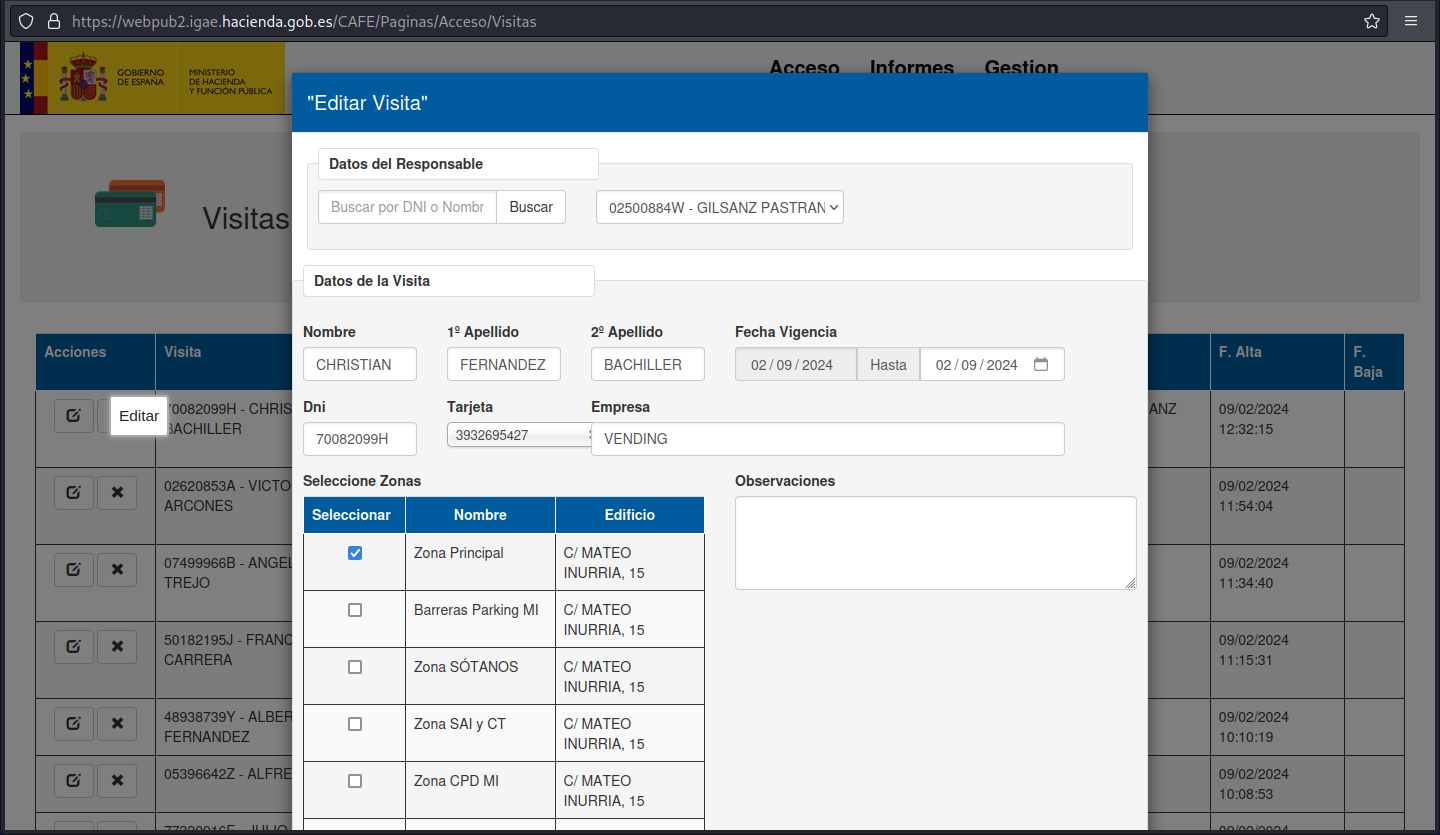 https://webpub2.igae.hacienda.gob.es/CAFE/Paginas/Acceso/Visitas
GOBIERNO
DE ESPAÑA
MINISTERIO
DE HACIENDA
Y FUNCIÓN PÚBLICA
Acceso Informes Gestion
"Editar Visita"
Visitas
Datos del Responsable
Buscar por DNI o Nombr Buscar 02500884W - GILSANZ PASTRAN
Datos de la Visita
Nombre 1º Apellido 2º Apellido Fecha Vigencia
CHRISTIAN FERNANDEZ BACHILLER 02/09/2024 Hasta 02/09/2024
Dni Tarjeta Empresa
70082099H 3932695427 VENDING
Seleccione Zonas Observaciones
Seleccionar Nombre Edificio
Zona Principal C/ MATEO
INURRIA, 15
Barreras Parking MI C/ MATEO
INURRIA, 15
Zona SÓTANOS C/ MATEO
INURRIA, 15
Zona SAI y CT C/ MATEO
INURRIA, 15
Zona CPD MI C/ MATEO
INURRIA, 15
Acciones Visita F. Alta F.
Baja
Editar
70082099H - CHRIS ANZ 09/02/2024
BACHILLER 12:32:15
02620853A - VICTO 09/02/2024
ARCONES 11:54:04
07499966B - ANGEL 09/02/2024
TREJO 11:34:40
50182195J - FRANC 09/02/2024
CARRERA 11:15:31
48938739Y - ALBER 09/02/2024
FERNANDEZ 10:10:19
05396642Z - ALFRE 09/02/2024
10:08:53